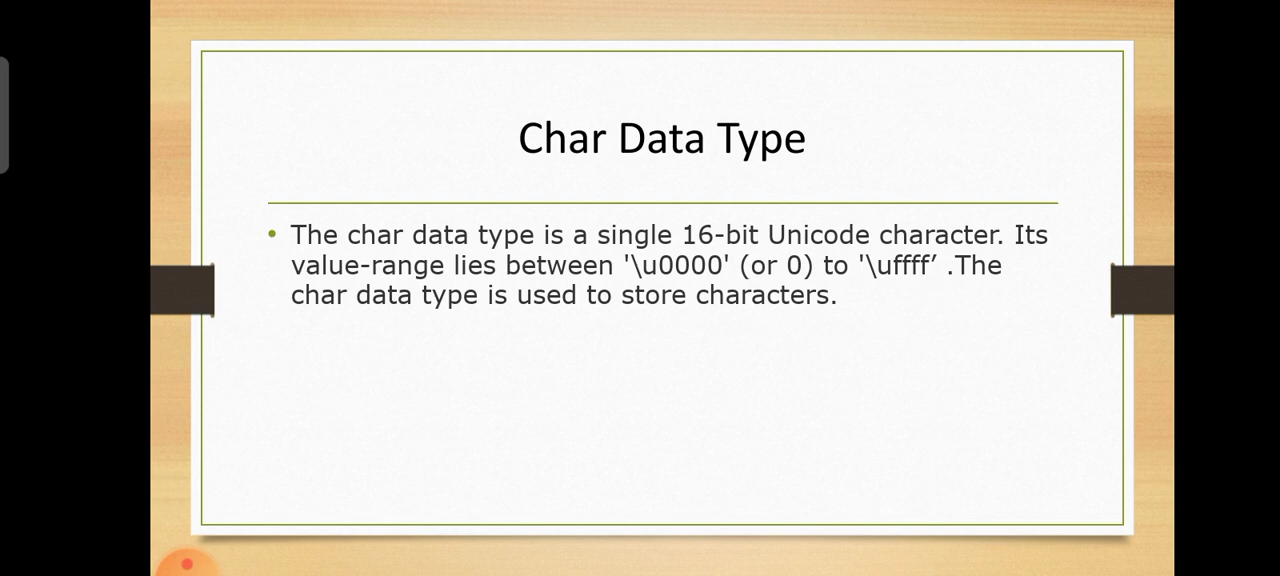 Char Data Type
• The char data type is a single 16-bit Unicode character. Its
value-range lies between '\u0000' (or 0) to '\uffff’ .The
char data type is used to store characters.